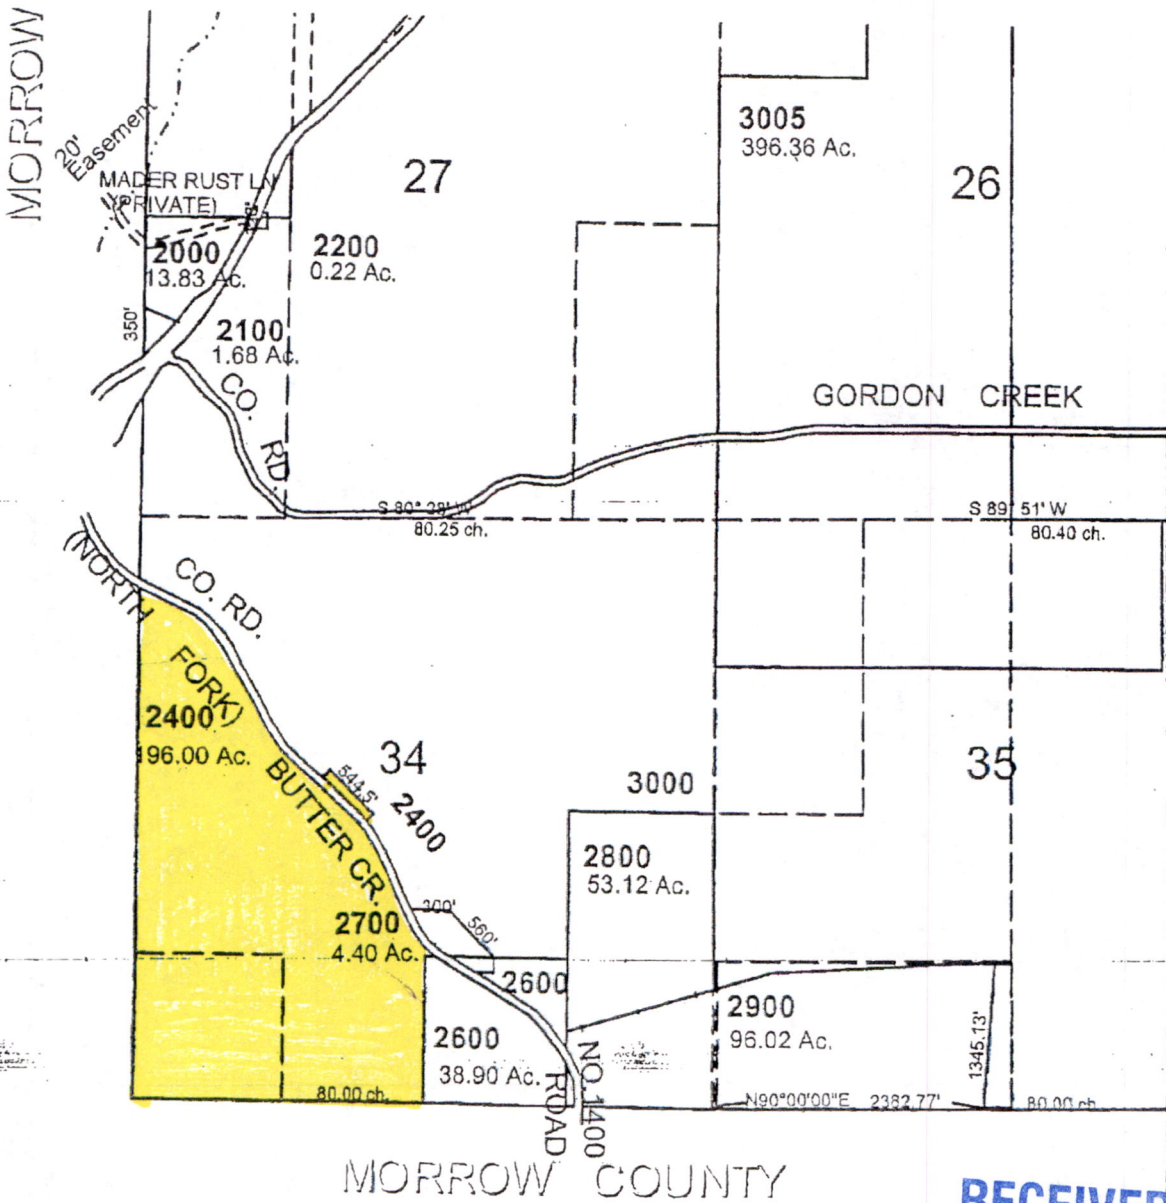 MORROW
20'
Easement
MADER RUST LN
(PRIVATE)
2000
13.83 Ac.
350'
2100
1.68 Ac.
2200
0.22 Ac.
27
3005
396.36 Ac.
26
CO. RD.
GORDON CREEK
80.25 ch.
S 89° 51' W
80.40 ch.
(NORTH FORK)
CO. RD.
2400
196.00 Ac.
34
544.5'
2400
BUTTER CR.
3000
35
2800
53.12 Ac.
2700
4.40 Ac.
300'
560'
2600
2600
38.90 Ac.
2900
96.02 Ac.
1345.13'
80.00 ch.
ROAD
NO. 1400
N90°00'00"E 2382.77'
80.00 ch.
MORROW COUNTY
RECEIVED